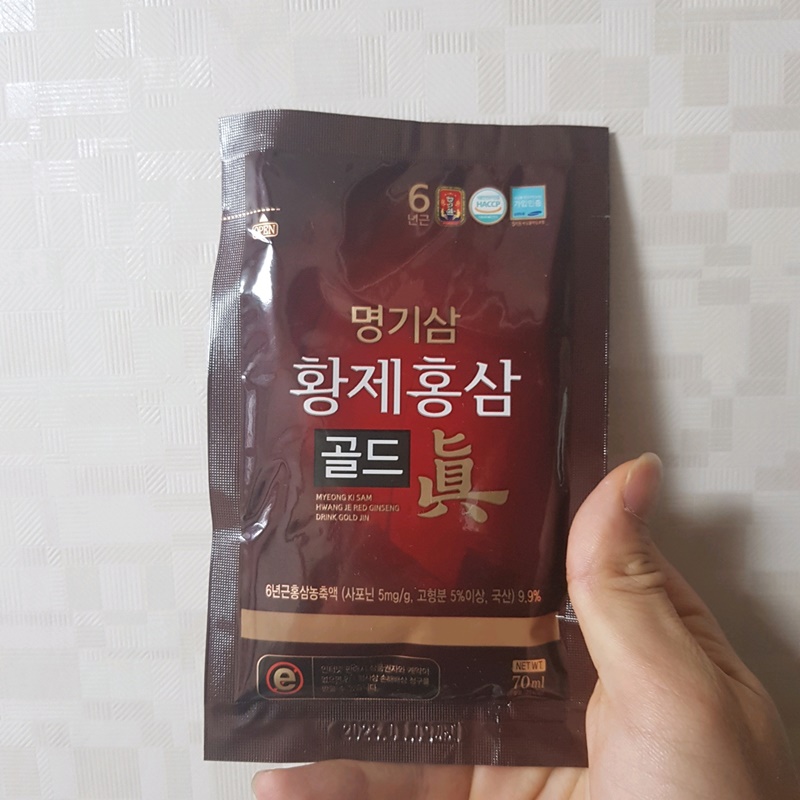 OPEN
6
년근
HACCP
명기삼
황제홍삼
골드 眞
MYEONG KI SAM
HWANG JE RED GINSENG
DRINK GOLD JIN
6년근홍삼농축액 (사포닌 5mg/g, 고형분 5%이상, 국산) 9.9%
e
NET WT.
70ml